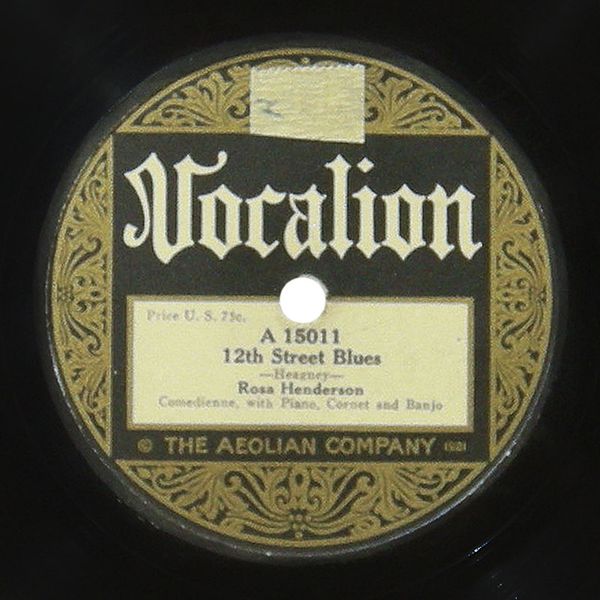 Vocalion
Price U. S. 75c.
A 15011
12th Street Blues
—Heagney—
Rosa Henderson
Comedienne, with Piano, Cornet and Banjo
© THE AEOLIAN COMPANY 1921